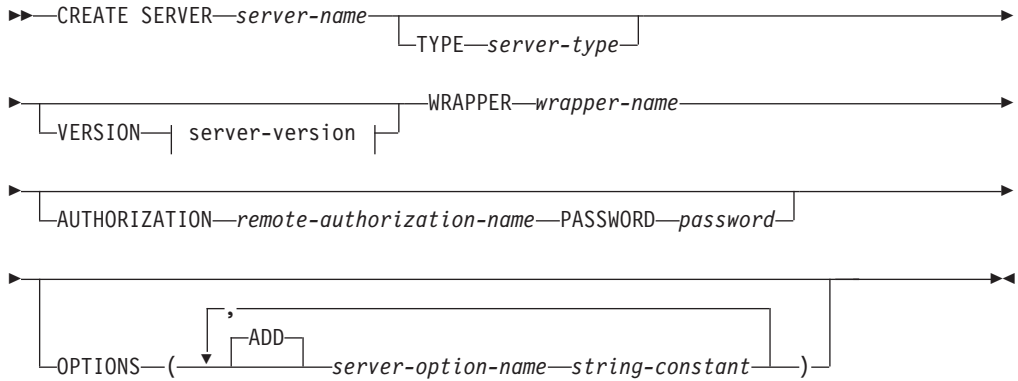 CREATE SERVER server-name
TYPE server-type
VERSION server-version WRAPPER wrapper-name
AUTHORIZATION remote-authorization-name PASSWORD password
,
ADD
OPTIONS ( server-option-name string-constant )